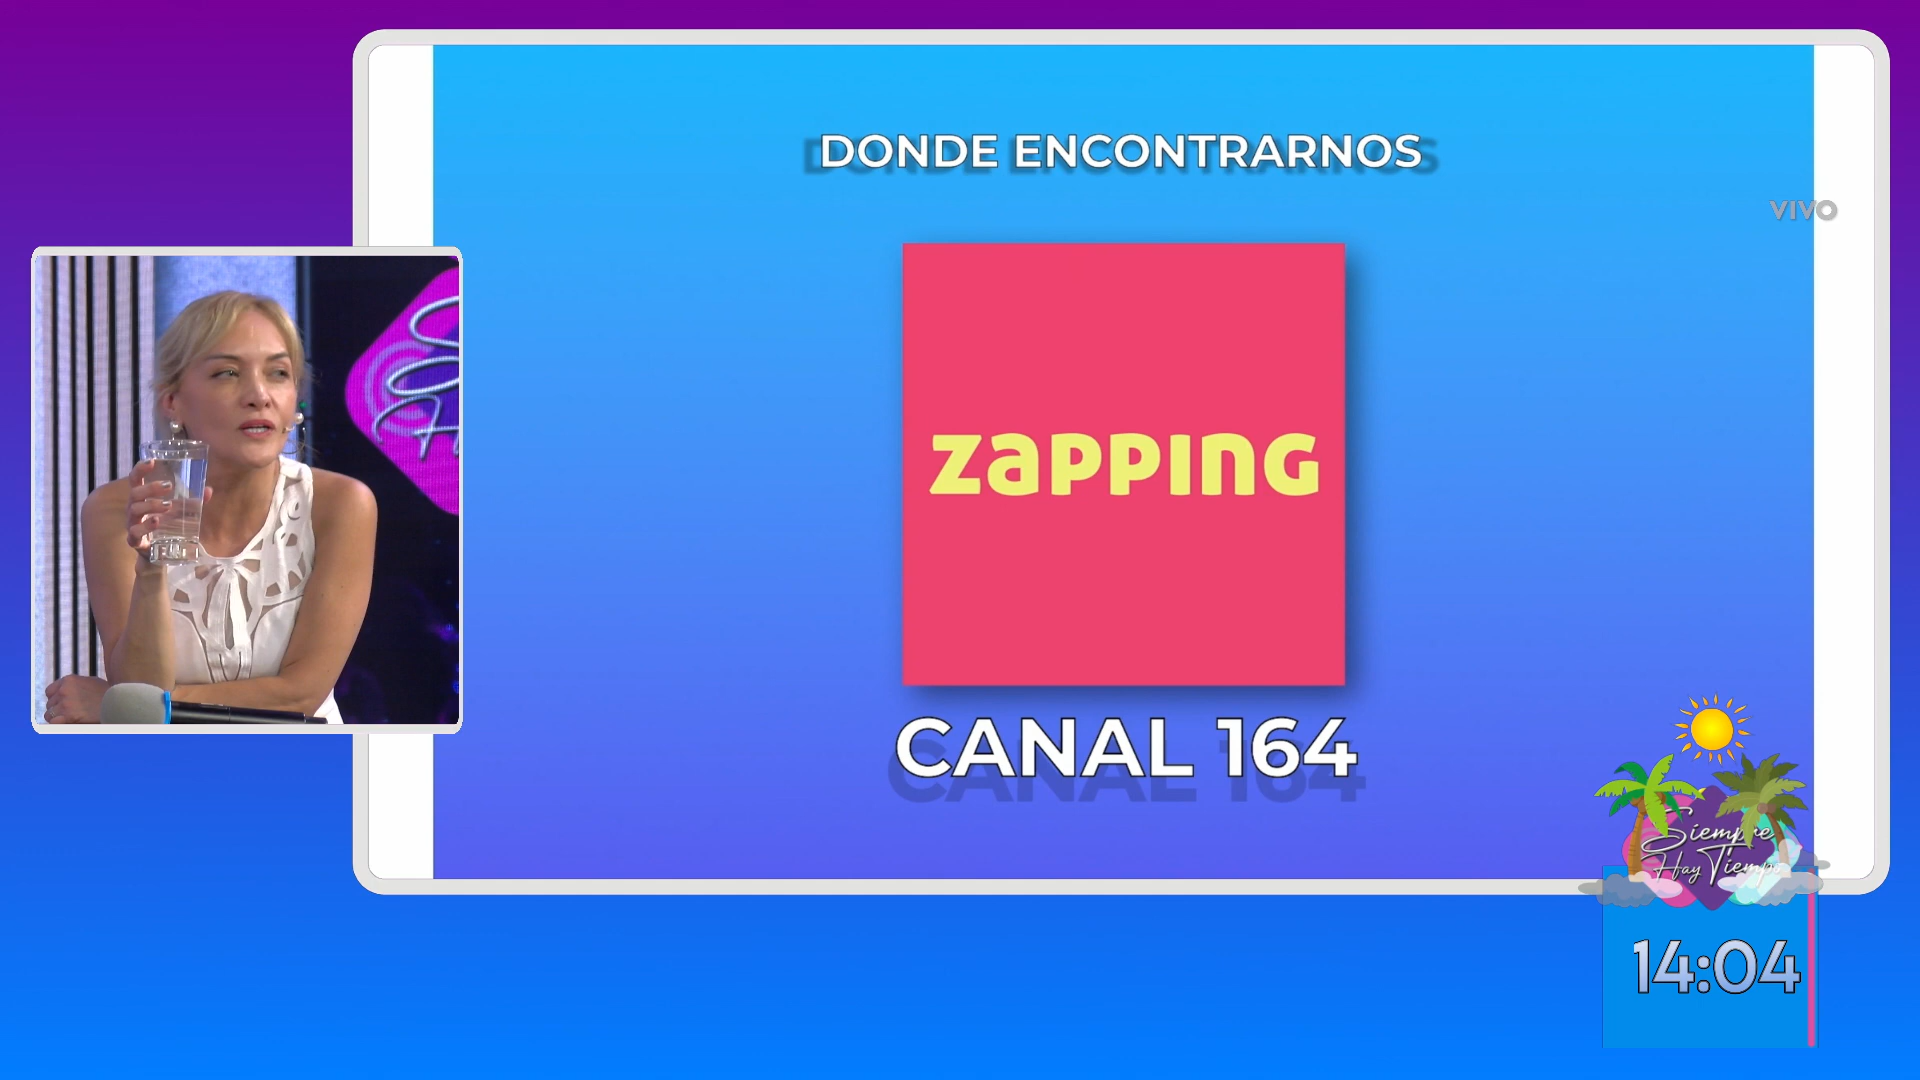 DONDE ENCONTRARNOS
VIVO
zapping
CANAL 164
Siempre
Hay Tiempo
14:04